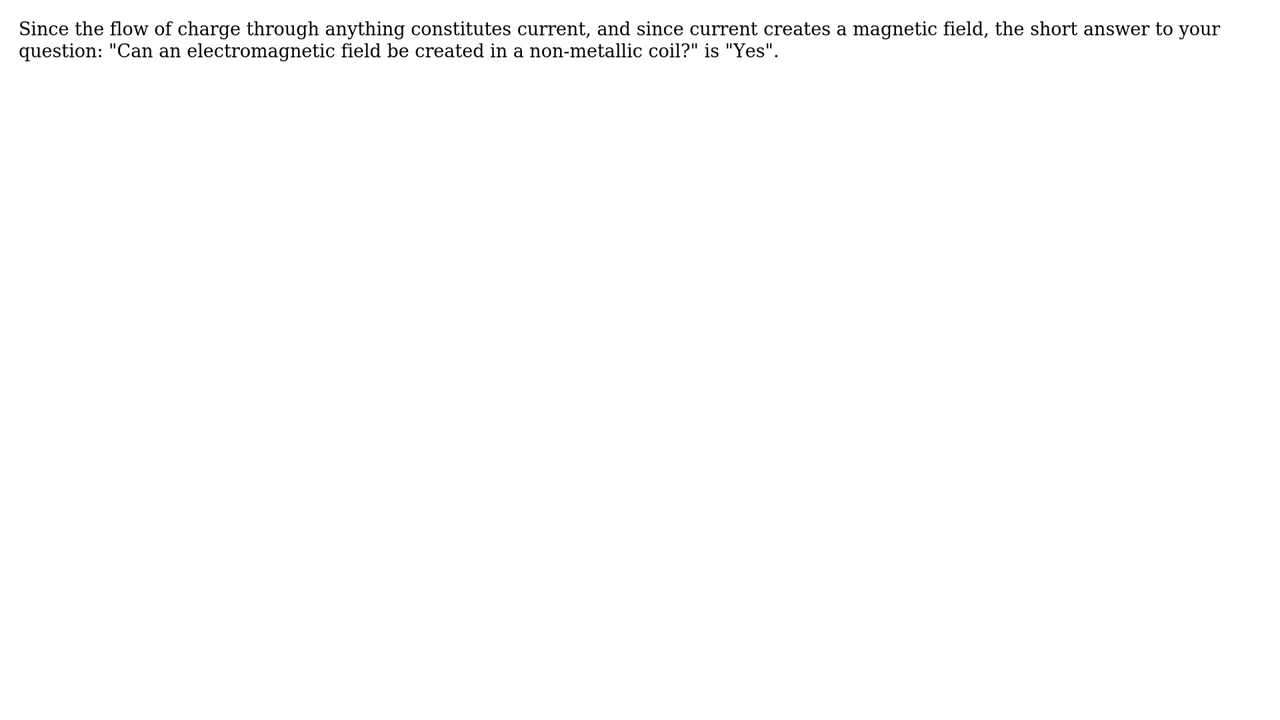 Since the flow of charge through anything constitutes current, and since current creates a magnetic field, the short answer to your
question: "Can an electromagnetic field be created in a non-metallic coil?" is "Yes".